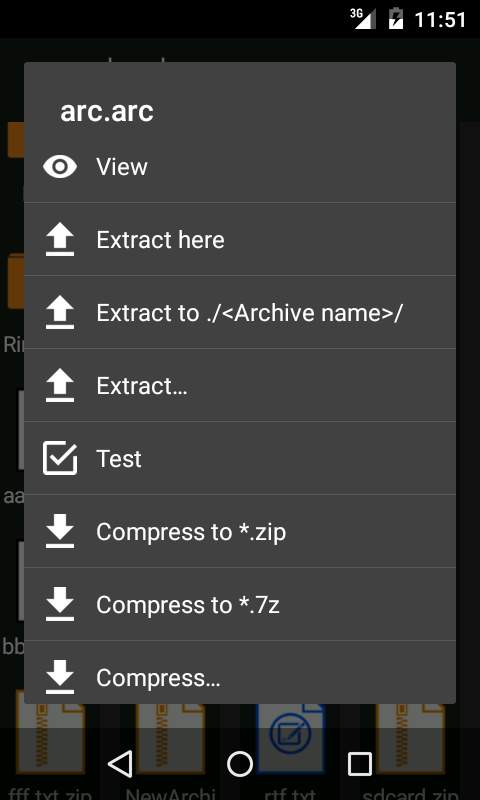 3G 11:51
arc.arc
View
Extract here
Extract to ./<Archive name>/
Extract...
Test
Compress to *.zip
Compress to *.7z
Compress...
fff.txt.zip NewArchi rtf.txt sdcard.zip